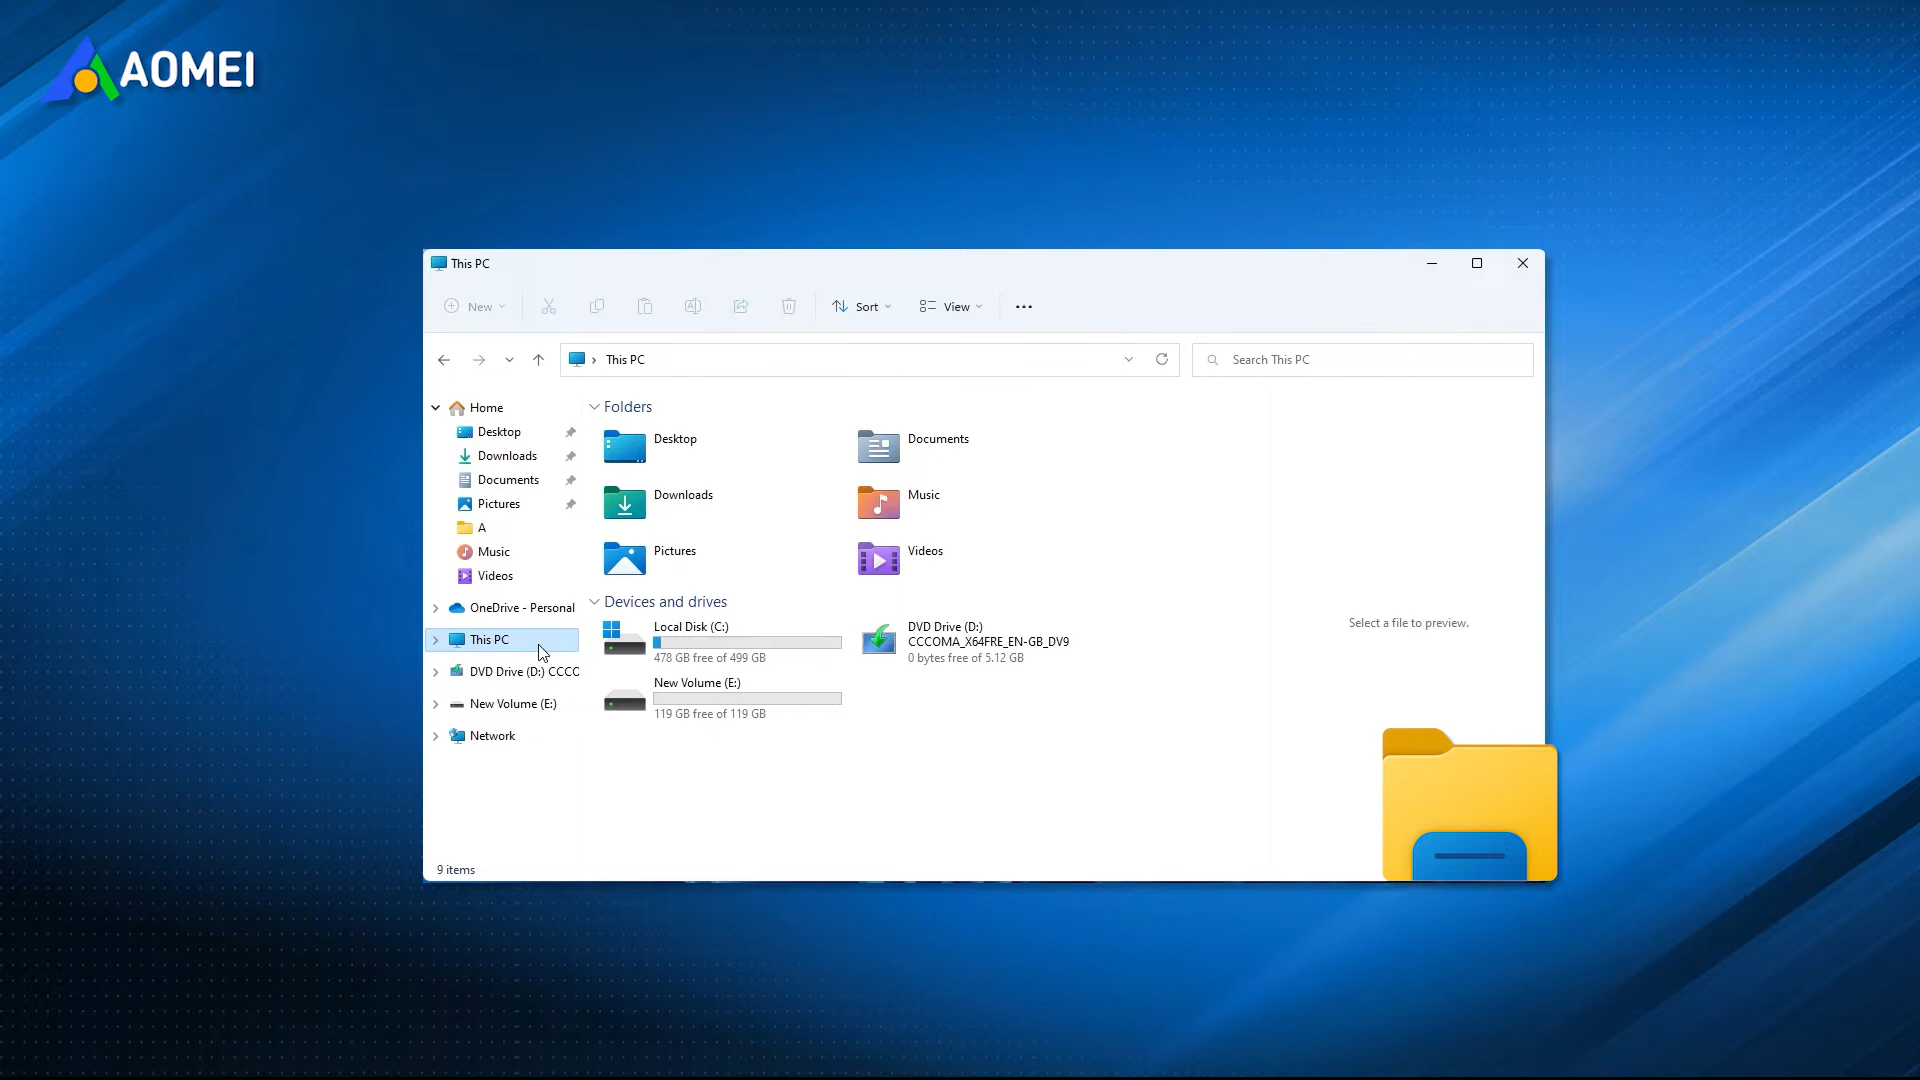 AOMEI
This PC
New
Sort
View
This PC
Search This PC
Home
Desktop
Downloads
Documents
Pictures
A
Music
Videos
OneDrive - Personal
This PC
DVD Drive (D:) CCCC
New Volume (E:)
Network
Folders
Desktop
Documents
Downloads
Music
Pictures
Videos
Devices and drives
Local Disk (C:)
478 GB free of 499 GB
DVD Drive (D:)
CCCOMA_X64FRE_EN-GB_DV9
0 bytes free of 5.12 GB
New Volume (E:)
119 GB free of 119 GB
Select a file to preview.
9 items